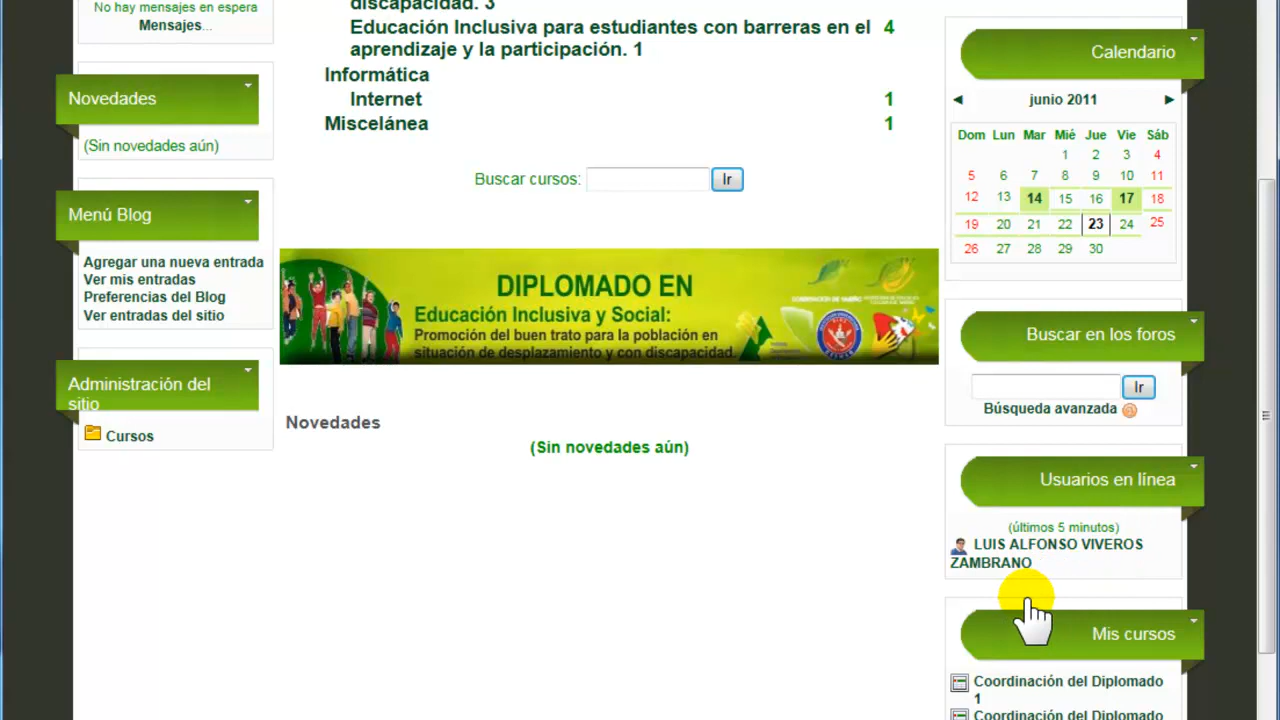 No hay mensajes en espera
Mensajes...
Novedades
(Sin novedades aún)
Menú Blog
Agregar una nueva entrada
Ver mis entradas
Preferencias del Blog
Ver entradas del sitio
Administración del
sitio
Cursos
discapacidad. 3
Educación Inclusiva para estudiantes con barreras en el 4
aprendizaje y la participación. 1
Informática
Internet 1
Miscelánea 1
Buscar cursos: Ir
DIPLOMADO EN
Educación Inclusiva y Social:
Promoción del buen trato para la población en
situación de desplazamiento y con discapacidad.
Novedades
(Sin novedades aún)
Calendario
◄ junio 2011 ►
Dom Lun Mar Mié Jue Vie Sáb
1 2 3 4
5 6 7 8 9 10 11
12 13 14 15 16 17 18
19 20 21 22 23 24 25
26 27 28 29 30
Buscar en los foros
Ir
Búsqueda avanzada
Usuarios en línea
(últimos 5 minutos)
LUIS ALFONSO VIVEROS
ZAMBRANO
Mis cursos
Coordinación del Diplomado
1
Coordinación del Diplomado